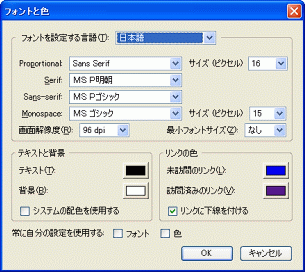 フォントと色
フォントを設定する言語(T): 日本語
Proportional: Sans Serif サイズ (ピクセル) 16
Serif: MS P明朝
Sans-serif: MS Pゴシック
Monospace: MS ゴシック サイズ (ピクセル) 15
画面解像度(R): 96 dpi 最小フォントサイズ(Z): なし
テキストと背景
テキスト(T):
背景(B):
システムの配色を使用する
リンクの色
未訪問のリンク(L):
訪問済みのリンク(V):
リンクに下線を付ける
常に自分の設定を使用する: フォント 色
OK キャンセル